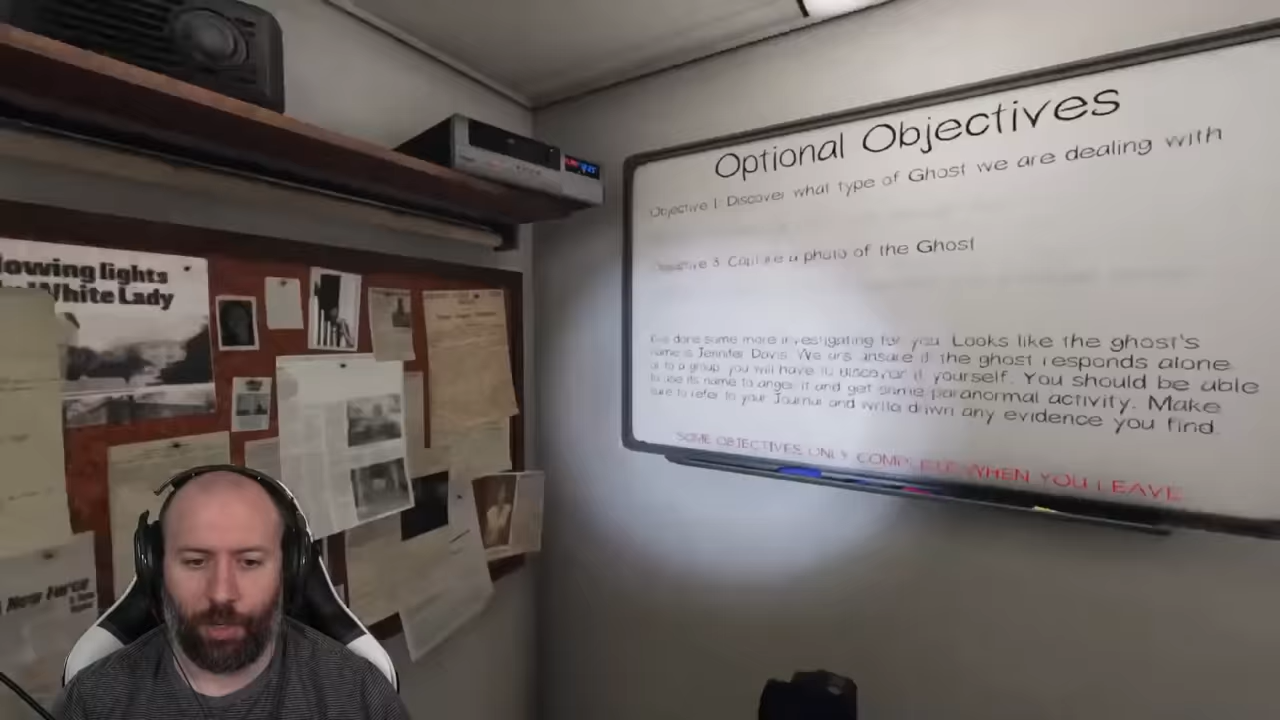 Optional Objectives
Objective 1: Discover what type of Ghost we are dealing with
Objective 3: Capture a photo of the Ghost
I've done some more investigating for you. Looks like the ghost's
name is Jennifer Davis. We are unsure if the ghost responds alone
or to a group, you will have to discover it yourself. You should be able
to use its name to anger it and get some paranormal activity. Make
sure to refer to your Journal and write down any evidence you find.
SOME OBJECTIVES ONLY COMPLETE WHEN YOU LEAVE
lowing lights
White Lady
A New Force